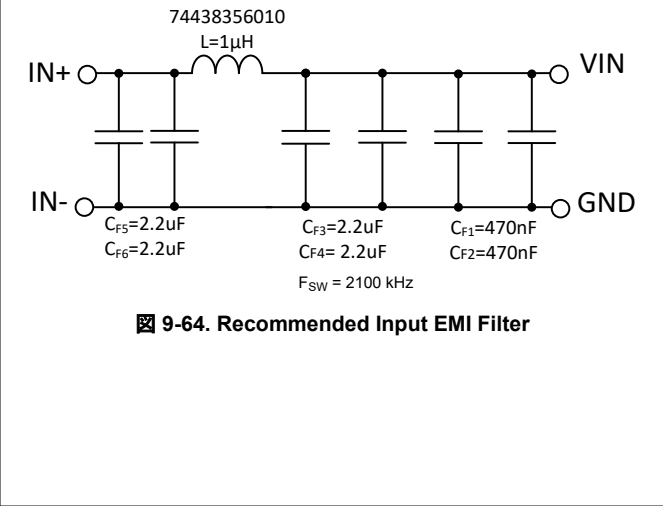 74438356010
L=1µH
IN+
VIN
IN-
GND
CF5=2.2uF
CF6=2.2uF
CF3=2.2uF
CF4= 2.2uF
CF1=470nF
CF2=470nF
FSW = 2100 kHz
図 9-64. Recommended Input EMI Filter